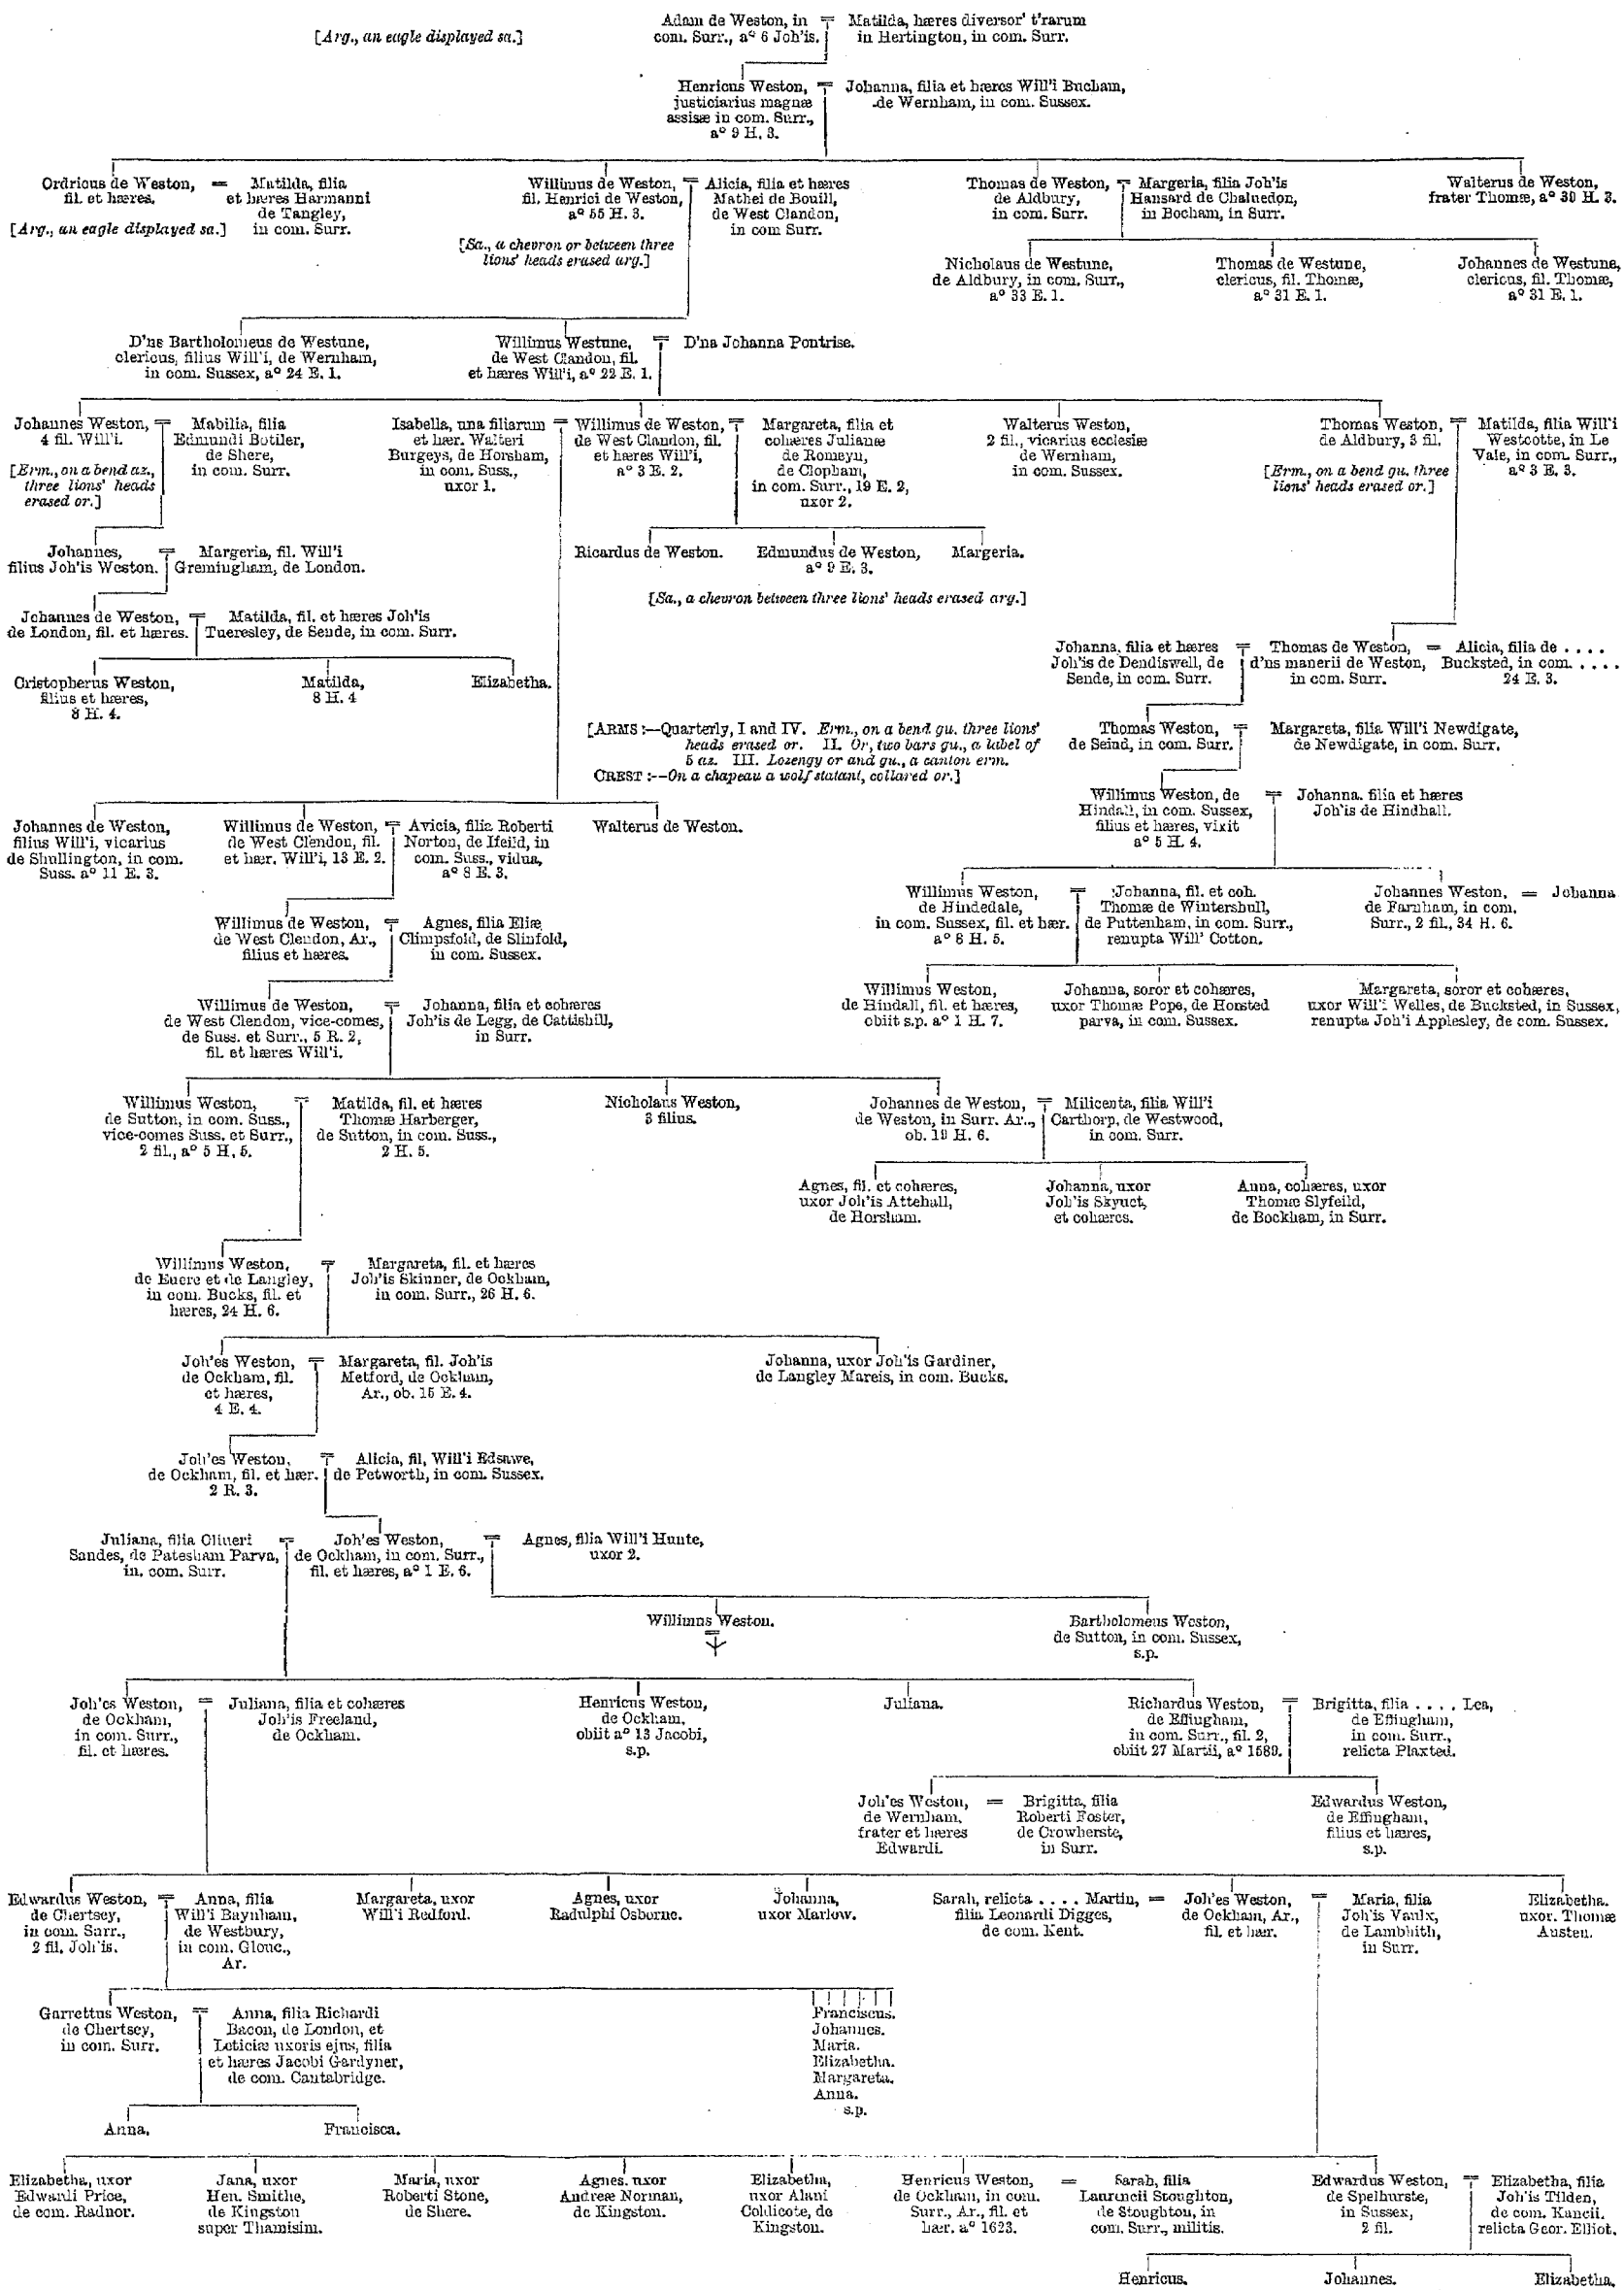 [Arg., an eagle displayed sa.]
Adam de Weston, in
com. Surr., aº 6 Joh'is.
Matilda, hæres diversor' t'rarum
in Hertington, in com. Surr.
Henricus Weston,
justiciarius magnæ
assisæ in com. Surr.,
aº 9 H. 3.
Johanna, filia et hæres Will'i Bucham,
de Wernham, in com. Sussex.
Ordricus de Weston,
fil. et hæres.
[Arg., an eagle displayed sa.]
Matilda, filia
et hæres Harmanni
de Tangley,
in com. Surr.
Willimus de Weston,
fil. Henrici de Weston,
aº 55 H. 3.
[Sa., a chevron or between three
lions' heads erased arg.]
Alicia, filia et hæres
Mathei de Bouill,
de West Clandon,
in com Surr.
Thomas de Weston,
de Aldbury,
in com. Surr.
Margeria, filia Joh'is
Hansard de Chalnedon,
in Bocham, in Surr.
Walterus de Weston,
frater Thomæ, aº 30 H. 3.
Nicholaus de Westune,
de Aldbury, in com. Surr.,
aº 33 E. 1.
Thomas de Westune,
clericus, fil. Thomæ,
aº 31 E. 1.
Johannes de Westune,
clericus, fil. Thomæ,
aº 31 E. 1.
D'ns Bartholomeus de Westune,
clericus, filius Will'i, de Wernham,
in com. Sussex, aº 24 E. 1.
Willimus Westune,
de West Clandon, fil.
et hæres Will'i, aº 22 E. 1.
D'na Johanna Pontrise.
Johannes Weston,
4 fil. Will'i.
[Erm., on a bend az.,
three lions' heads
erased or.]
Mabilia, filia
Edmundi Botiler,
de Shere,
in com. Surr.
Isabella, una filiarum
et hær. Walteri
Burgeys, de Horsham,
in com. Suss.,
uxor 1.
Willimus de Weston,
de West Clandon, fil.
et hæres Will'i,
aº 3 E. 2.
Margareta, filia et
cohæres Julianæ
de Romeyn,
de Clopham,
in com. Surr., 19 E. 2,
uxor 2.
Walterus Weston,
2 fil., vicarius ecclesiæ
de Wernham,
in com. Sussex.
Thomas Weston,
de Aldbury, 3 fil.
[Erm., on a bend gu. three
lions' heads erased or.]
Matilda, filia Will'i
Westcotte, in Le
Vale, in com. Surr.,
aº 3 E. 3.
Johannes,
filius Joh'is Weston.
Margeria, fil. Will'i
Gremingham, de London.
Ricardus de Weston.
Edmundus de Weston,
aº 9 E. 3.
Margeria.
[Sa., a chevron between three lions' heads erased arg.]
Johannes de Weston,
de London, fil. et hæres.
Matilda, fil. et hæres Joh'is
Tueresley, de Sende, in com. Surr.
Johanna, filia et hæres
Joh'is de Dendiswell, de
Sende, in com. Surr.
Thomas de Weston,
d'ns manerii de Weston,
in com. Surr.
Alicia, filia de . . . .
Bucksted, in com. . . . .
24 E. 3.
Cristopherus Weston,
filius et hæres,
8 H. 4.
Matilda,
8 H. 4
Elizabetha.
[ARMS :—Quarterly, I and IV. Erm., on a bend gu. three lions'
heads erased or. II. Or, two bars gu., a label of
5 az. III. Lozengy or and gu., a canton erm.
CREST :--On a chapeau a wolf statant, collared or.]
Thomas Weston,
de Seind, in com. Surr.
Margareta, filia Will'i Newdigate,
de Newdigate, in com. Surr.
Willimus Weston, de
Hindall, in com. Sussex,
filius et hæres, vixit
aº 5 H. 4.
Johanna. filia et hæres
Joh'is de Hindhall.
Johannes de Weston,
filius Will'i, vicarius
de Shullington, in com.
Suss. aº 11 E. 3.
Willimus de Weston,
de West Clendon, fil.
et hær. Will'i, 13 E. 2.
Avicia, filia Roberti
Norton, de Ifeild, in
com. Suss., vidua,
aº 8 E. 3.
Walterus de Weston.
Willimus Weston,
de Hindedale,
in com. Sussex, fil. et hær.
aº 8 H. 5.
Johanna, fil. et coh.
Thomæ de Wintershull,
de Puttenham, in com. Surr.,
renupta Will' Cotton.
Johannes Weston,
de Farnham, in com.
Surr., 2 fil., 34 H. 6.
Johanna
Willimus de Weston,
de West Clendon, Ar.,
filius et hæres.
Agnes, filia Eliæ
Climpsfold, de Slinfold,
in com. Sussex.
Willimus Weston,
de Hindall, fil. et hæres,
obiit s.p. aº 1 H. 7.
Johanna, soror et cohæres,
uxor Thomæ Pope, de Horsted
parva, in com. Sussex.
Margareta, soror et cohæres,
uxor Will'i Welles, de Bucksted, in Sussex,
renupta Joh'i Applesley, de com. Sussex.
Willimus de Weston,
de West Clendon, vice-comes,
de Suss. et Surr., 5 R. 2,
fil. et hæres Will'i.
Johanna, filia et cohæres
Joh'is de Legg, de Cattishill,
in Surr.
Willimus Weston,
de Sutton, in com. Suss.,
vice-comes Suss. et Surr.,
2 fil., aº 5 H. 5.
Matilda, fil. et hæres
Thomæ Harberger,
de Sutton, in com. Suss.,
2 H. 5.
Nicholaus Weston,
3 filius.
Johannes de Weston,
de Weston, in Surr. Ar.,
ob. 19 H. 6.
Milicenta, filia Will'i
Carthorp, de Westwood,
in com. Surr.
Agnes, fil. et cohæres,
uxor Joh'is Attehall,
de Horsham.
Johanna, uxor
Joh'is Skyuct,
et cohæres.
Anna, cohæres, uxor
Thomæ Slyfeild,
de Bockham, in Surr.
Willimus Weston,
de Euere et de Langley,
in com. Bucks, fil. et
hæres, 24 H. 6.
Margareta, fil. et hæres
Joh'is Skinner, de Ockham,
in com. Surr., 26 H. 6.
Joh'es Weston,
de Ockham, fil.
et hæres,
4 E. 4.
Margareta, fil. Joh'is
Metford, de Ockham,
Ar., ob. 15 E. 4.
Johanna, uxor Joh'is Gardiner,
de Langley Mareis, in com. Bucks.
Joh'es Weston,
de Ockham, fil. et hær.
2 R. 3.
Alicia, fil, Will'i Edsawe,
de Petworth, in com. Sussex.
Juliana, filia Oliueri
Sandes, de Patesham Parva,
in. com. Surr.
Joh'es Weston,
de Ockham, in com. Surr.,
fil. et hæres, aº 1 E. 6.
Agnes, filia Will'i Hunte,
uxor 2.
Willimns Weston.
Bartholomeus Weston,
de Sutton, in com. Sussex,
s.p.
Joh'es Weston,
de Ockham,
in com. Surr.,
fil. et hæres.
Juliana, filia et cohæres
Joh'is Freeland,
de Ockham.
Henricus Weston,
de Ockham,
obiit aº 13 Jacobi,
s.p.
Juliana.
Richardus Weston,
de Effingham,
in com. Surr., fil. 2,
obiit 27 Martii, aº 1589.
Brigitta, filia . . . . Lea,
de Effingham,
in com. Surr.,
relicta Plaxted.
Joh'es Weston,
de Wernham,
frater et hæres
Edwardi.
Brigitta, filia
Roberti Foster,
de Crowherste,
in Surr.
Edwardus Weston,
de Effingham,
filius et hæres,
s.p.
Edwardus Weston,
de Chertsey,
in com. Surr.,
2 fil. Joh'is.
Anna, filia
Will'i Baynham,
de Westbury,
in com. Glouc.,
Ar.
Margareta, uxor
Will'i Redford.
Agnes, uxor
Radulphi Osborne.
Johanna,
uxor Marlow.
Sarah, relicta . . . . Martin,
filia Leonardi Digges,
de com. Kent.
Joh'es Weston,
de Ockham, Ar.,
fil. et hær.
Maria, filia
Joh'is Vaulx,
de Lambhith,
in Surr.
Elizabetha.
uxor. Thomæ
Austen.
Garrettus Weston,
de Chertsey,
in com. Surr.
Anna, filia Richardi
Bacon, de London, et
Leticiæ uxoris ejus, filia
et hæres Jacobi Gardyner,
de com. Cantabridge.
Franciscus.
Johannes.
Maria.
Elizabetha.
Margareta.
Anna.
s.p.
Anna.
Francisca.
Elizabetha, uxor
Edwardi Price,
de com. Radnor.
Jana, uxor
Hen. Smithe,
de Kingston
super Thamisim.
Maria, uxor
Roberti Stone,
de Shere.
Agnes. uxor
Andreæ Norman,
de Kingston.
Elizabetha,
uxor Alani
Coldicote, de
Kingston.
Henricus Weston,
de Ockham, in com.
Surr., Ar., fil. et
hær. aº 1623.
Sarah, filia
Laurencii Stoughton,
de Stoughton, in
com. Surr., militis.
Edwardus Weston,
de Spelhurste,
in Sussex,
2 fil.
Elizabetha, filia
Joh'is Tilden,
de com. Kancii.
relicta Geor. Elliot.
Henricus.
Johannes.
Elizabetha.